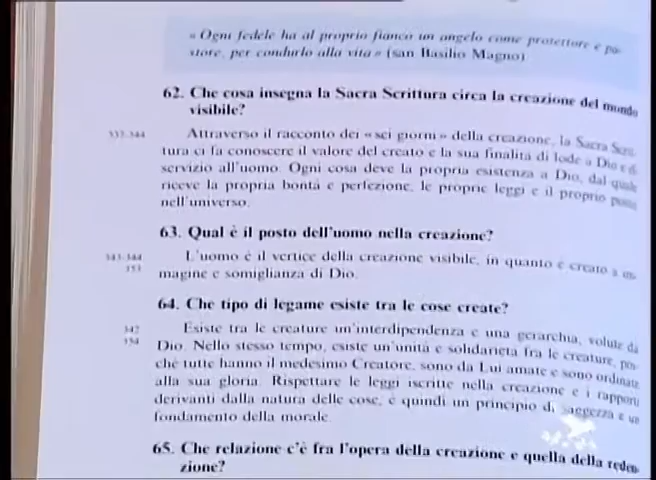 « Ogni fedele ha al proprio fianco un angelo come protettore e pa-
store, per condurlo alla vita » (san Basilio Magno)
62. Che cosa insegna la Sacra Scrittura circa la creazione del mondo
visibile?
337-344
Attraverso il racconto dei « sei giorni » della creazione, la Sacra Scrit-
tura ci fa conoscere il valore del creato e la sua finalità di lode a Dio e di
servizio all'uomo. Ogni cosa deve la propria esistenza a Dio, dal quale
riceve la propria bontà e perfezione, le proprie leggi e il proprio posto
nell'universo.
63. Qual è il posto dell'uomo nella creazione?
343-344
353
L'uomo è il vertice della creazione visibile, in quanto è creato a im-
magine e somiglianza di Dio.
64. Che tipo di legame esiste tra le cose create?
342
354
Esiste tra le creature un'interdipendenza e una gerarchia, volute da
Dio. Nello stesso tempo, esiste un'unità e solidarietà fra le creature, poi-
ché tutte hanno il medesimo Creatore, sono da Lui amate e sono ordinate
alla sua gloria. Rispettare le leggi iscritte nella creazione e i rapporti
derivanti dalla natura delle cose, è quindi un principio di saggezza e un
fondamento della morale.
65. Che relazione c'è fra l'opera della creazione e quella della reden-
zione?